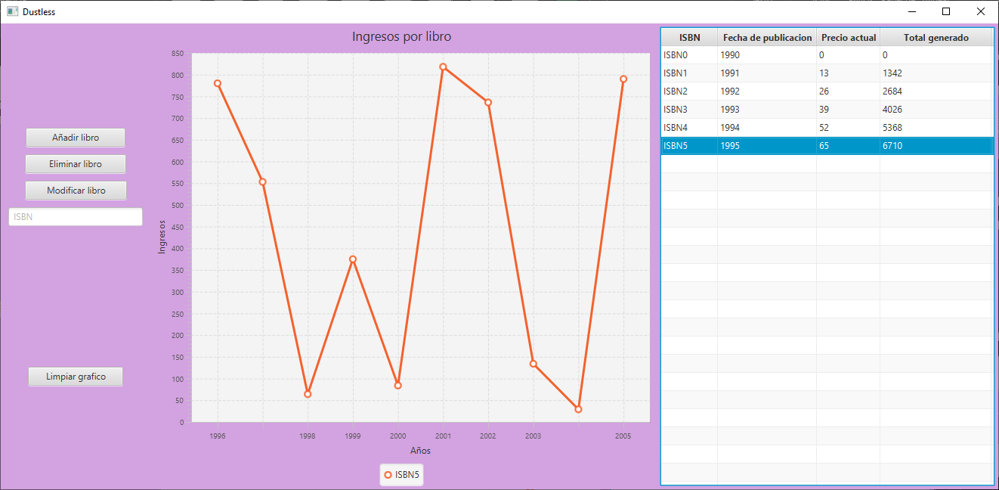 Dustless
Añadir libro
Eliminar libro
Modificar libro
ISBN
Limpiar grafico
Ingresos por libro
Ingresos
850
800
750
700
650
600
550
500
450
400
350
300
250
200
150
100
50
0
1996 1998 1999 2000 2001 2002 2003 2005
Años
ISBN5
ISBN Fecha de publicacion Precio actual Total generado
ISBN0 1990 0 0
ISBN1 1991 13 1342
ISBN2 1992 26 2684
ISBN3 1993 39 4026
ISBN4 1994 52 5368
ISBN5 1995 65 6710